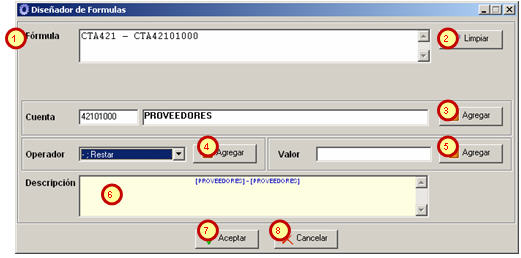 Diseñador de Formulas
1 Fórmula CTA421 - CTA42101000 2 Limpiar
Cuenta 42101000 PROVEEDORES 3 Agregar
Operador - ; Restar 4 Agregar Valor 5 Agregar
Descripción [PROVEEDORES]-[PROVEEDORES]
6
7 Aceptar 8 Cancelar